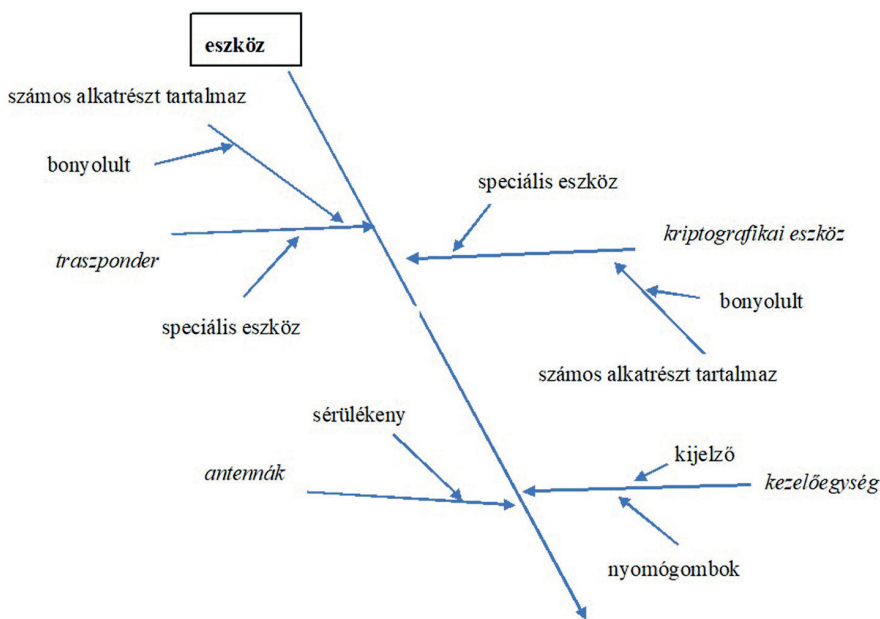 eszköz
számos alkatrészt tartalmaz
bonyolult
speciális eszköz
kriptografikai eszköz
traszponder
bonyolult
speciális eszköz
számos alkatrészt tartalmaz
sérülékeny
kijelző
antennák
kezelőegység
nyomógombok